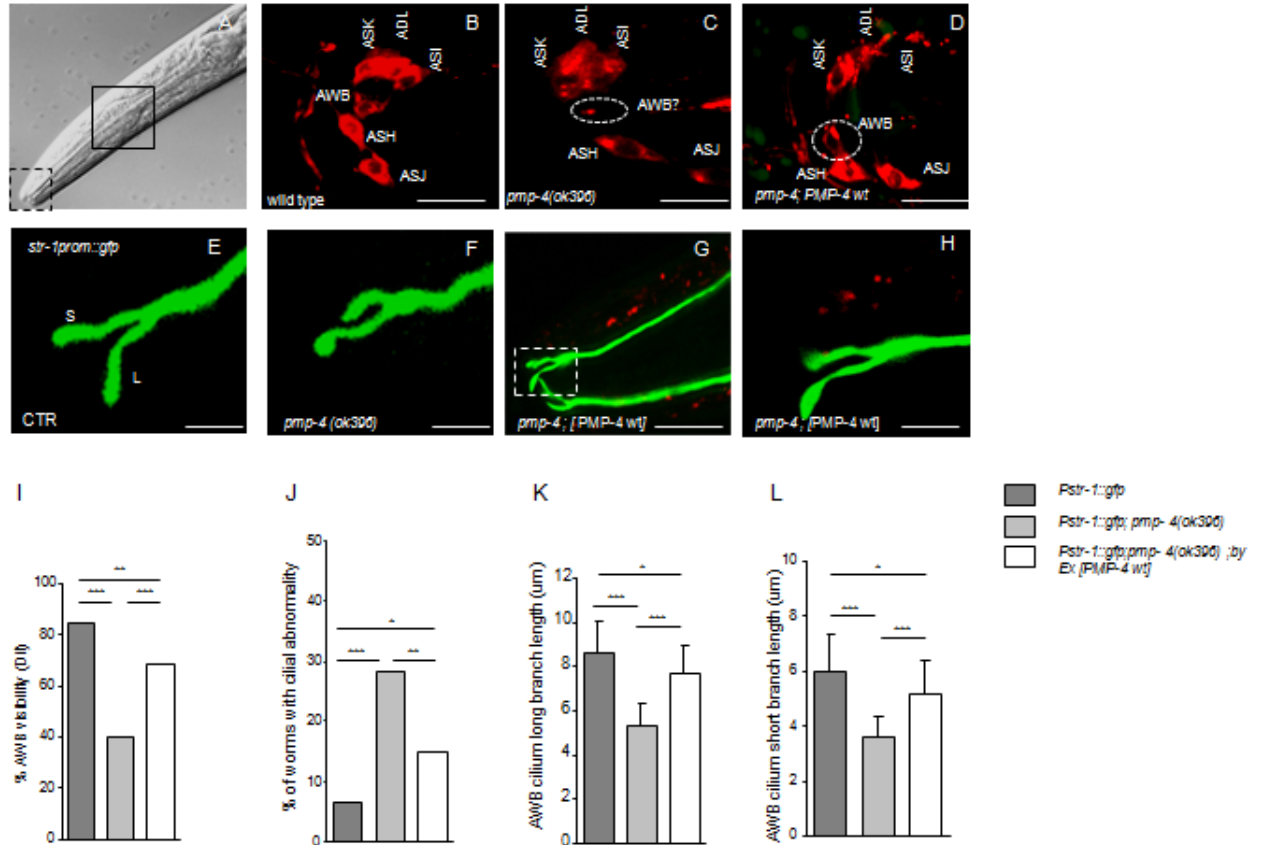 A
B
ASK
ADL
ASI
AWB
ASH
ASJ
wild type
C
ASK
ADL
ASI
AWB?
ASH
ASJ
pmp-4(ok396)
D
ASK
ADL
ASI
AWB
ASH
ASJ
pmp-4; PMP-4 wt
str-1prom::gfp
E
S
L
CTR
F
pmp-4 (ok396)
G
pmp-4 ; [PMP-4 wt]
H
pmp-4 ; [PMP-4 wt]
I
% AWB visibility (DiI)
100
80
60
40
20
0
**
***
***
J
% of worms with cilial abnormality
50
40
30
20
10
0
*
***
**
K
AWB cilium long branch length (um)
12
10
8
6
4
2
0
*
***
***
L
AWB cilium short branch length (um)
10
8
6
4
2
0
*
***
***
Pstr-1::gfp
Pstr-1::gfp; pmp- 4(ok396)
Pstr-1::gfp;pmp- 4(ok396) ;by
Ex [PMP-4 wt]